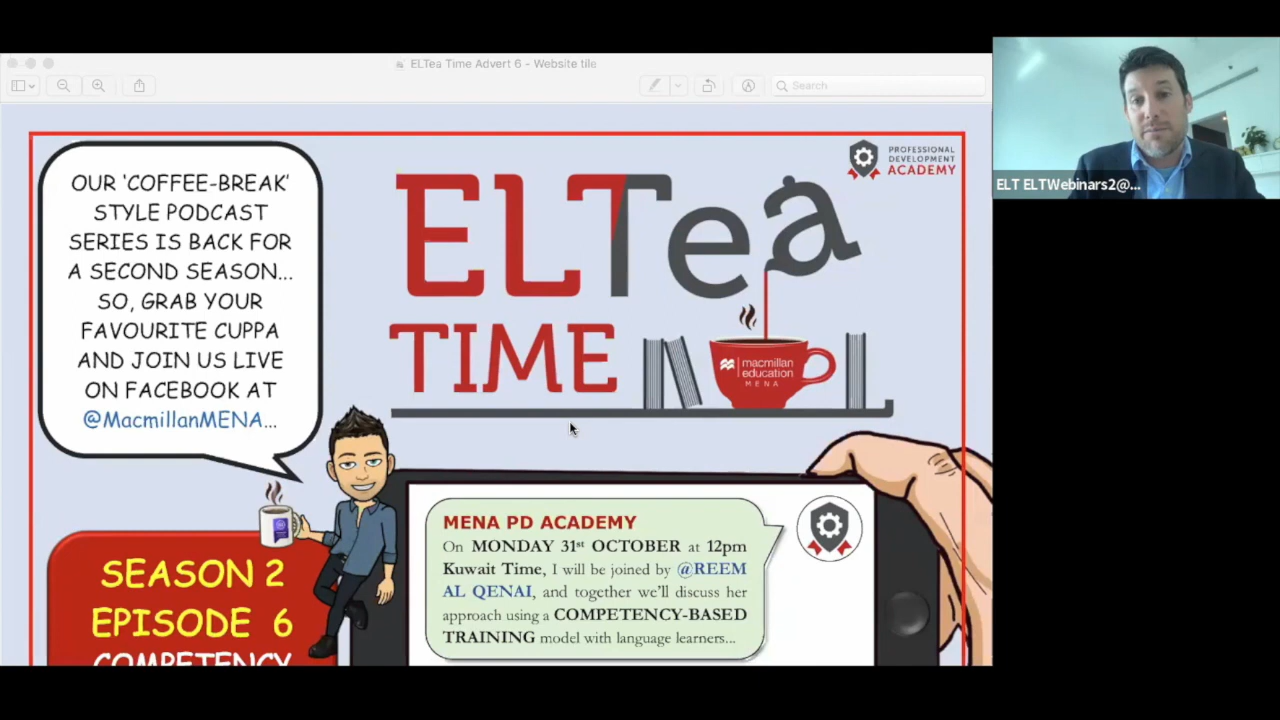 ELTea Time Advert 6 - Website tile
Search
OUR 'COFFEE-BREAK'
STYLE PODCAST
SERIES IS BACK FOR
A SECOND SEASON...
SO, GRAB YOUR
FAVOURITE CUPPA
AND JOIN US LIVE
ON FACEBOOK AT
@MacmillanMENA...
ELTea
TIME
macmillan
education
MENA
PROFESSIONAL
DEVELOPMENT
ACADEMY
ELT ELTWebinars2@...
SEASON 2
EPISODE 6
COMPETENCY
MENA PD ACADEMY
On MONDAY 31st OCTOBER at 12pm
Kuwait Time, I will be joined by @REEM
AL QENAI, and together we'll discuss her
approach using a COMPETENCY-BASED
TRAINING model with language learners...